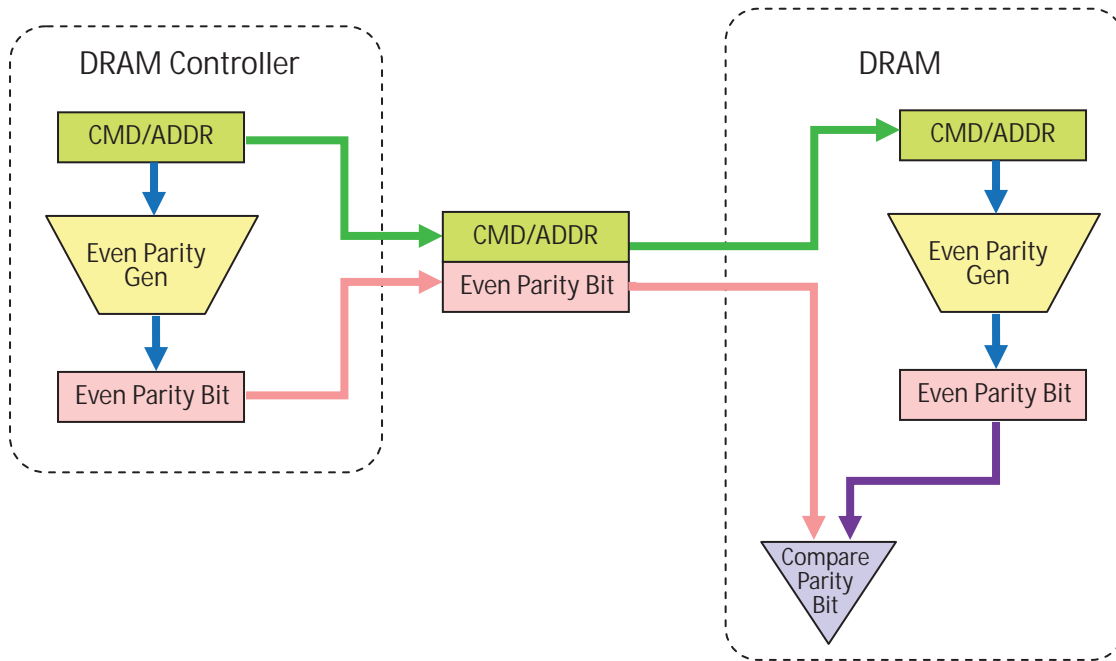 DRAM Controller
CMD/ADDR
Even Parity
Gen
Even Parity Bit
CMD/ADDR
Even Parity Bit
DRAM
CMD/ADDR
Even Parity
Gen
Even Parity Bit
Compare
Parity
Bit